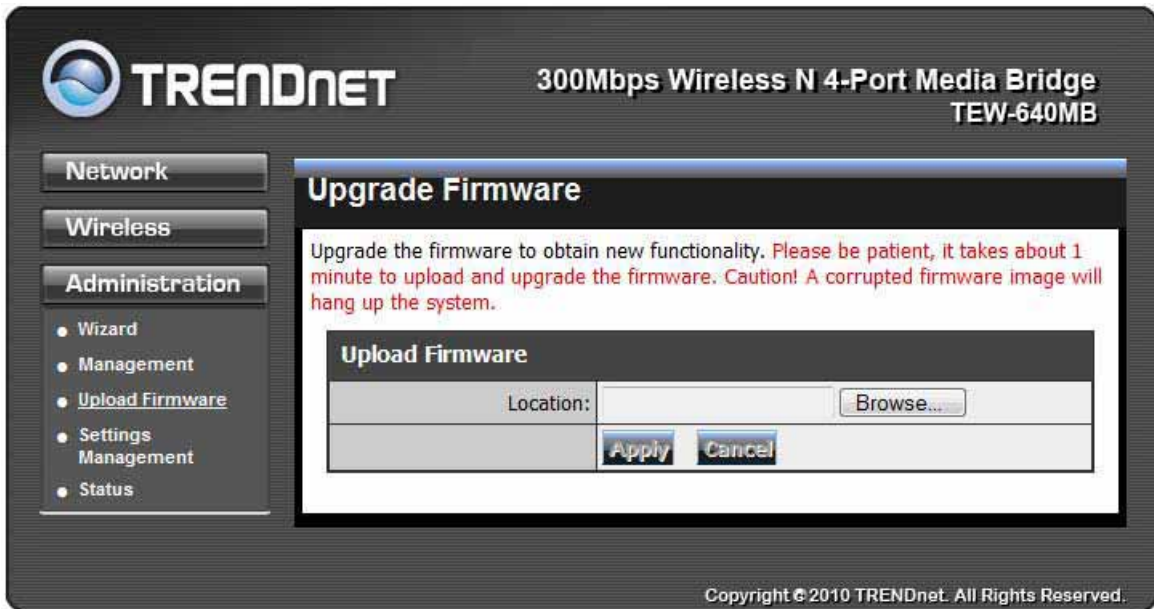 TRENDnet
300Mbps Wireless N 4-Port Media Bridge
TEW-640MB
Network
Wireless
Administration
Wizard
Management
Upload Firmware
Settings
Management
Status
Upgrade Firmware
Upgrade the firmware to obtain new functionality. Please be patient, it takes about 1
minute to upload and upgrade the firmware. Caution! A corrupted firmware image will
hang up the system.
Upload Firmware
Location:
Browse...
Apply Cancel
Copyright © 2010 TRENDnet. All Rights Reserved.